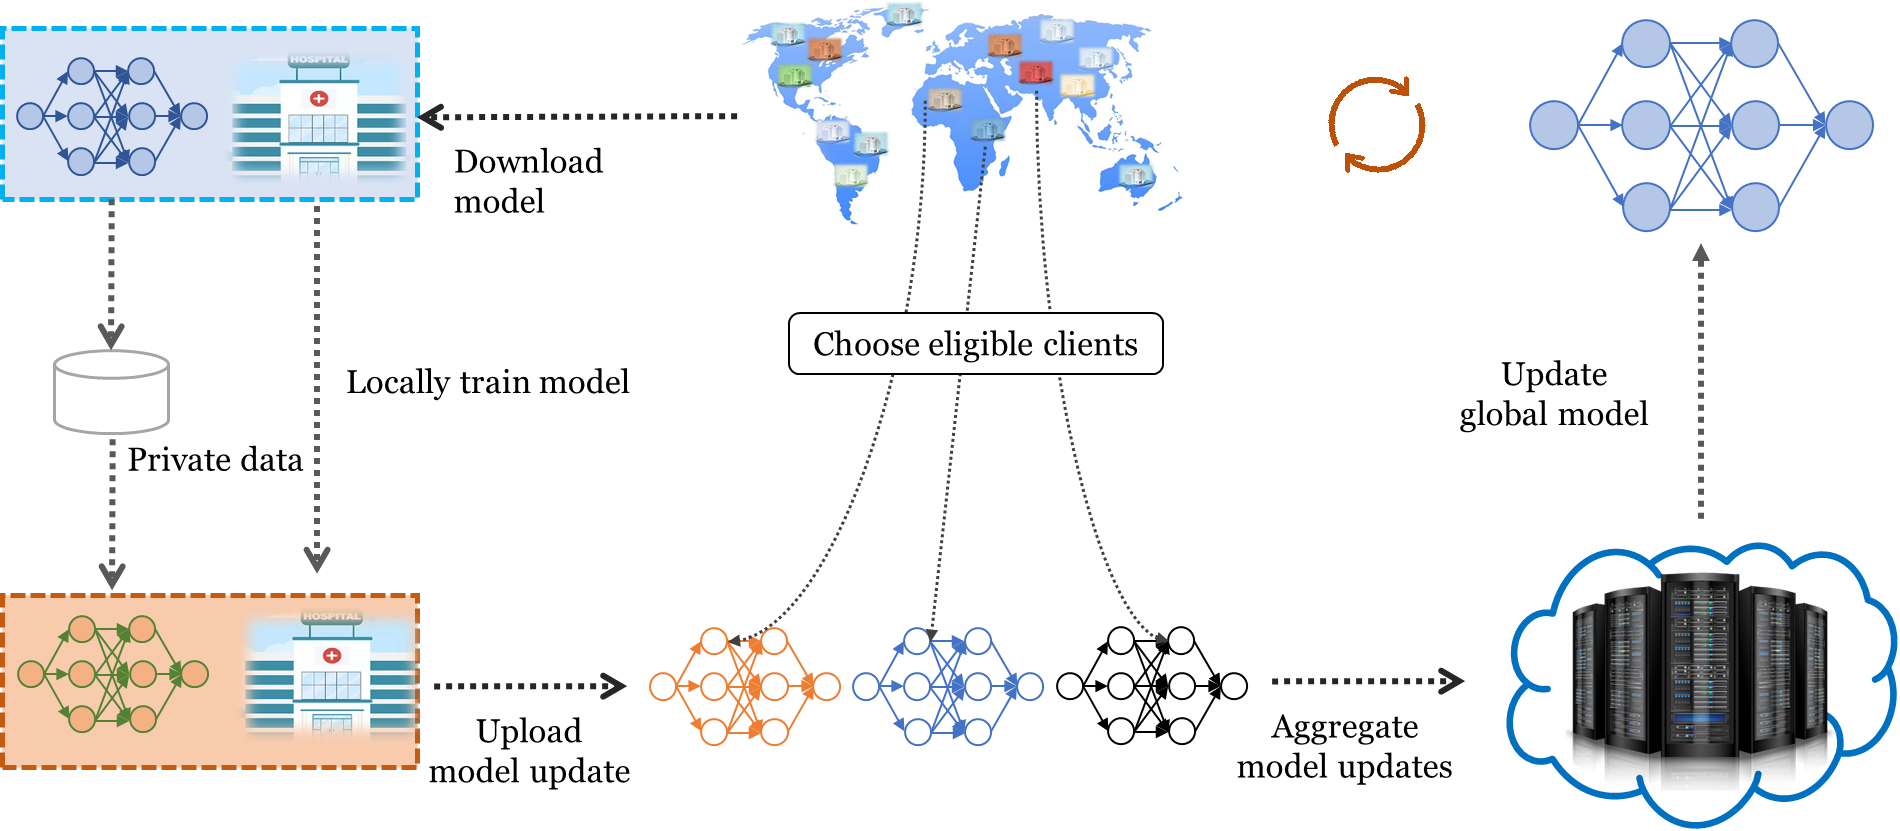 HOSPITAL
Download
model
Choose eligible clients
Locally train model
Update
global model
Private data
HOSPITAL
Upload
model update
Aggregate
model updates